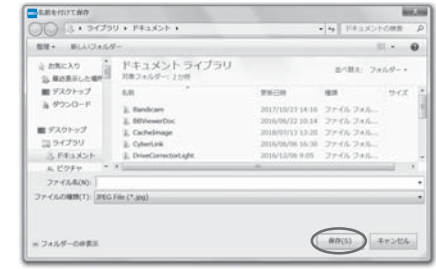 名前を付けて保存
ライブラリ ▸ ドキュメント ▸
ドキュメントの検索
整理 ▾ 新しいフォルダー
お気に入り
最近表示した場所
デスクトップ
ダウンロード
デスクトップ
ライブラリ
ドキュメント
ピクチャ
ドキュメント ライブラリ
対象フォルダー: 2か所
並べ替え: フォルダー ▾
名前 更新日時 種類 サイズ
Bandicam 2017/10/23 14:16 ファイル フォル...
BBViewerDoc 2016/06/22 10:14 ファイル フォル...
CacheImage 2018/07/13 13:20 ファイル フォル...
CyberLink 2016/06/06 16:30 ファイル フォル...
DriveCorrectorLight 2016/12/06 9:05 ファイル フォル...
ファイル名(N):
ファイルの種類(T): JPEG File (*.jpg)
フォルダーの非表示
保存(S) キャンセル